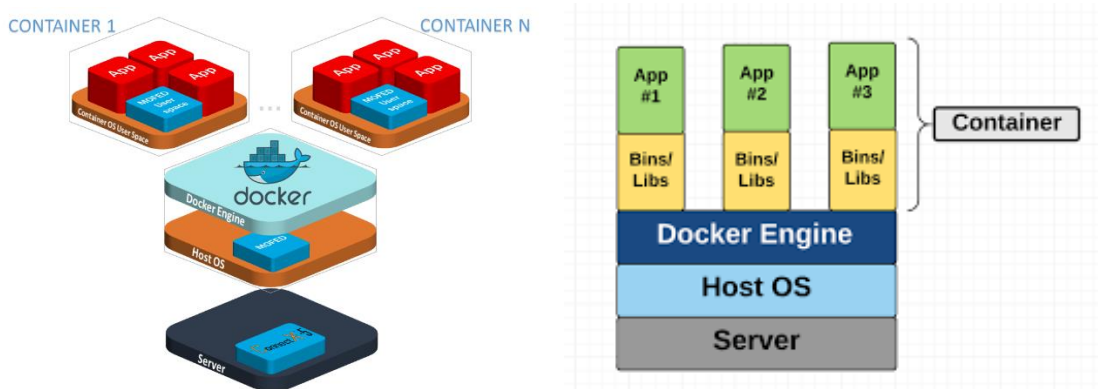 CONTAINER 1
CONTAINER N
App
App
App
App
MOFED
User
space
Container OS User Space
...
App
App
App
App
MOFED
User
space
Container OS User Space
docker
Docker Engine
MOFED
Host OS
Server
App
#1
App
#2
App
#3
Bins/
Libs
Bins/
Libs
Bins/
Libs
Container
Docker Engine
Host OS
Server